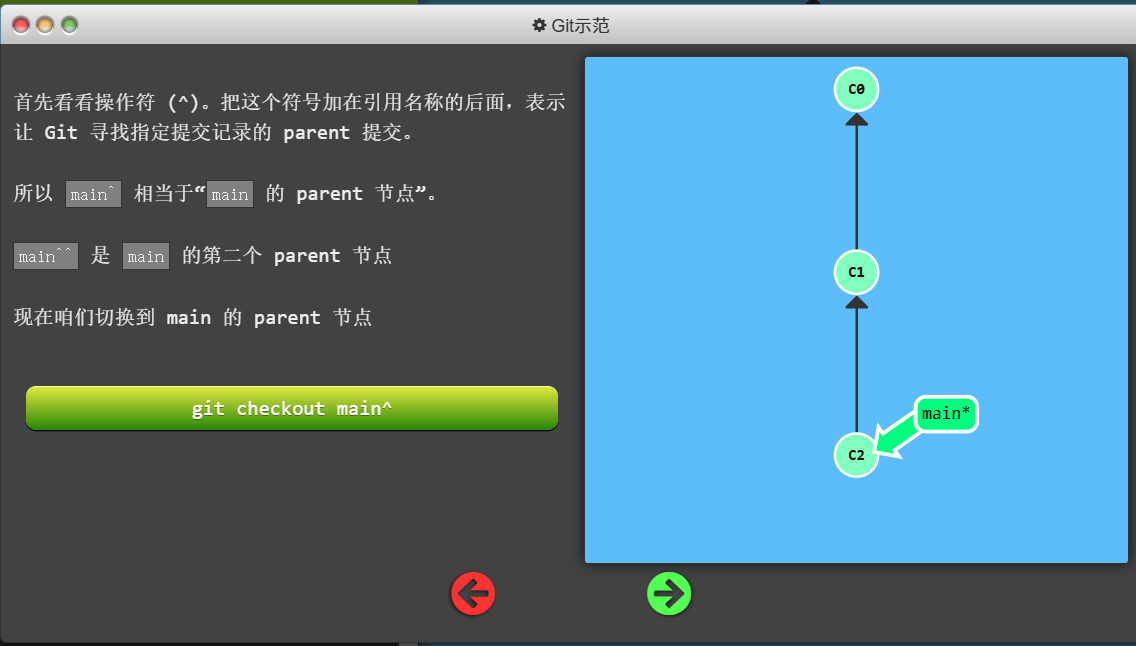 Git示范
首先看看操作符 (^)。把这个符号加在引用名称的后面，表示
让 Git 寻找指定提交记录的 parent 提交。
所以 main^ 相当于“main 的 parent 节点”。
main^^ 是 main 的第二个 parent 节点
现在咱们切换到 main 的 parent 节点
git checkout main^
C0
C1
main*
C2